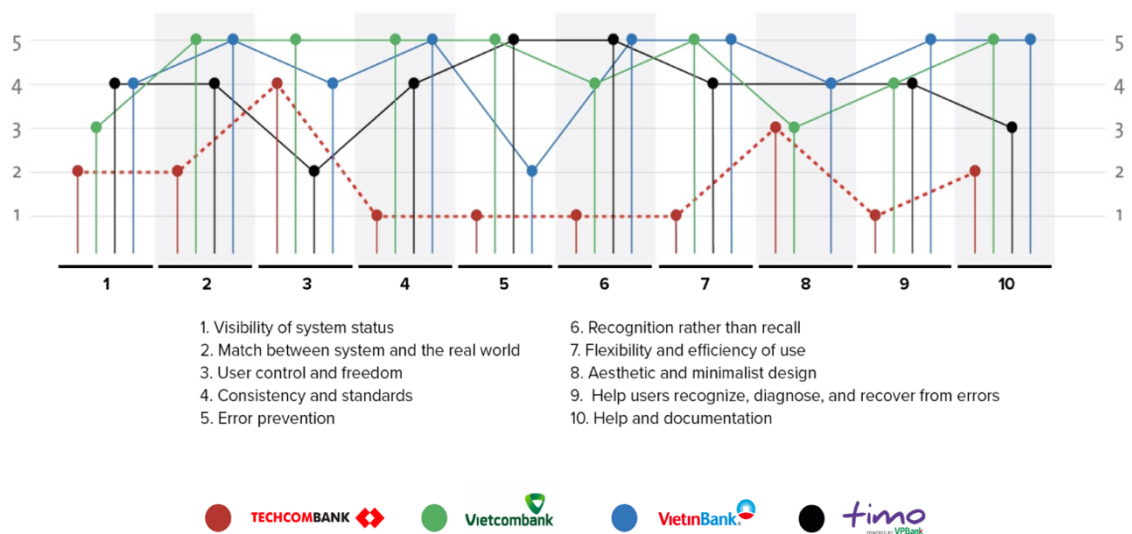 5 5
4 4
3 3
2 2
1 1
1 2 3 4 5 6 7 8 9 10
1. Visibility of system status
2. Match between system and the real world
3. User control and freedom
4. Consistency and standards
5. Error prevention
6. Recognition rather than recall
7. Flexibility and efficiency of use
8. Aesthetic and minimalist design
9. Help users recognize, diagnose, and recover from errors
10. Help and documentation
TECHCOMBANK
Vietcombank
VietinBank
timo
POWERED BY VPBank